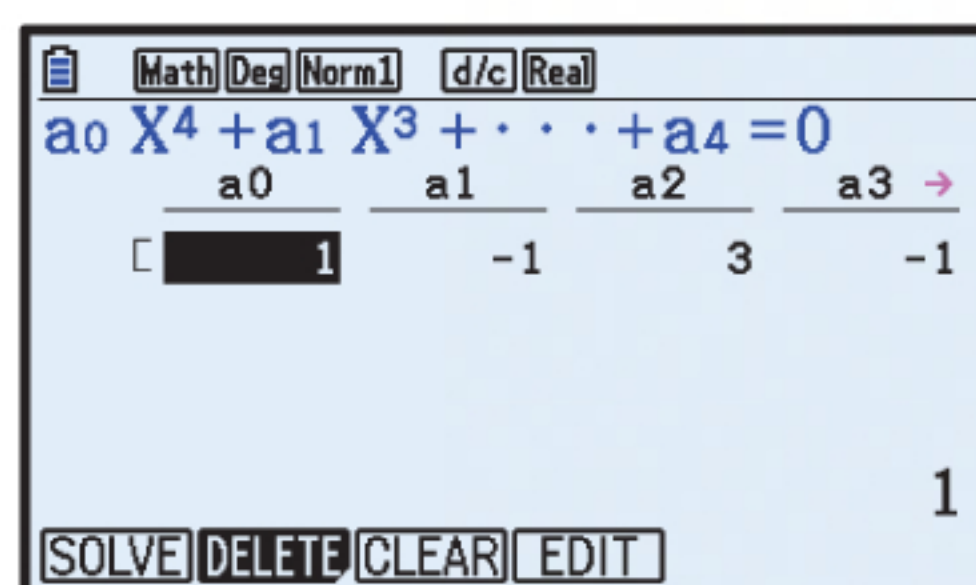 Math Deg Norm1 d/c Real
a₀ X⁴ + a₁ X³ + · · · + a₄ = 0
a0 a1 a2 a3 →
[ 1 -1 3 -1
1
SOLVE DELETE CLEAR EDIT